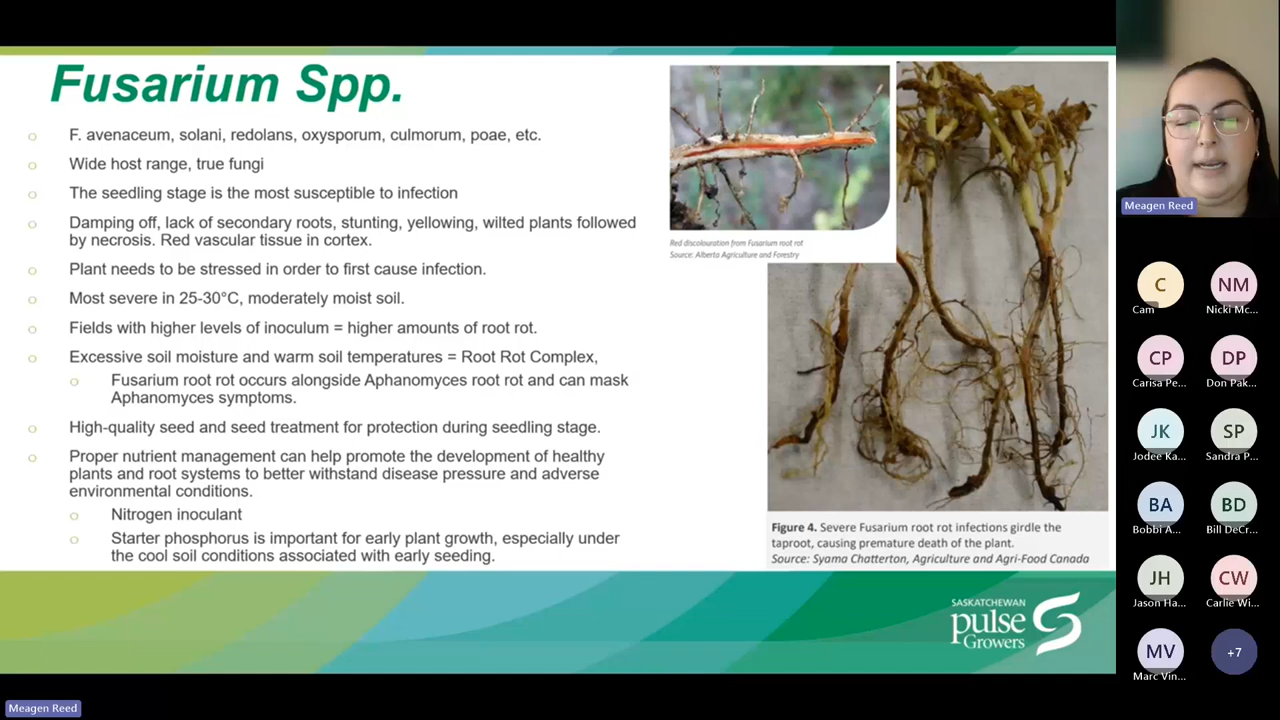 Fusarium Spp.
F. avenaceum, solani, redolans, oxysporum, culmorum, poae, etc.
Wide host range, true fungi
The seedling stage is the most susceptible to infection
Damping off, lack of secondary roots, stunting, yellowing, wilted plants followed
by necrosis. Red vascular tissue in cortex.
Plant needs to be stressed in order to first cause infection.
Most severe in 25-30°C, moderately moist soil.
Fields with higher levels of inoculum = higher amounts of root rot.
Excessive soil moisture and warm soil temperatures = Root Rot Complex,
Fusarium root rot occurs alongside Aphanomyces root rot and can mask
Aphanomyces symptoms.
High-quality seed and seed treatment for protection during seedling stage.
Proper nutrient management can help promote the development of healthy
plants and root systems to better withstand disease pressure and adverse
environmental conditions.
Nitrogen inoculant
Starter phosphorus is important for early plant growth, especially under
the cool soil conditions associated with early seeding.
Red discolouration from Fusarium root rot
Source: Alberta Agriculture and Forestry
Figure 4. Severe Fusarium root rot infections girdle the
taproot, causing premature death of the plant.
Source: Syama Chatterton, Agriculture and Agri-Food Canada
SASKATCHEWAN
pulse
Growers
Meagen Reed
C
Cam
NM
Nicki Mc...
CP
Carisa Pe...
DP
Don Pak...
JK
Jodee Ka...
SP
Sandra P...
BA
Bobbi A...
BD
Bill DeCr...
JH
Jason Ha...
CW
Carlie Wi...
MV
Marc Vin...
+7
Meagen Reed